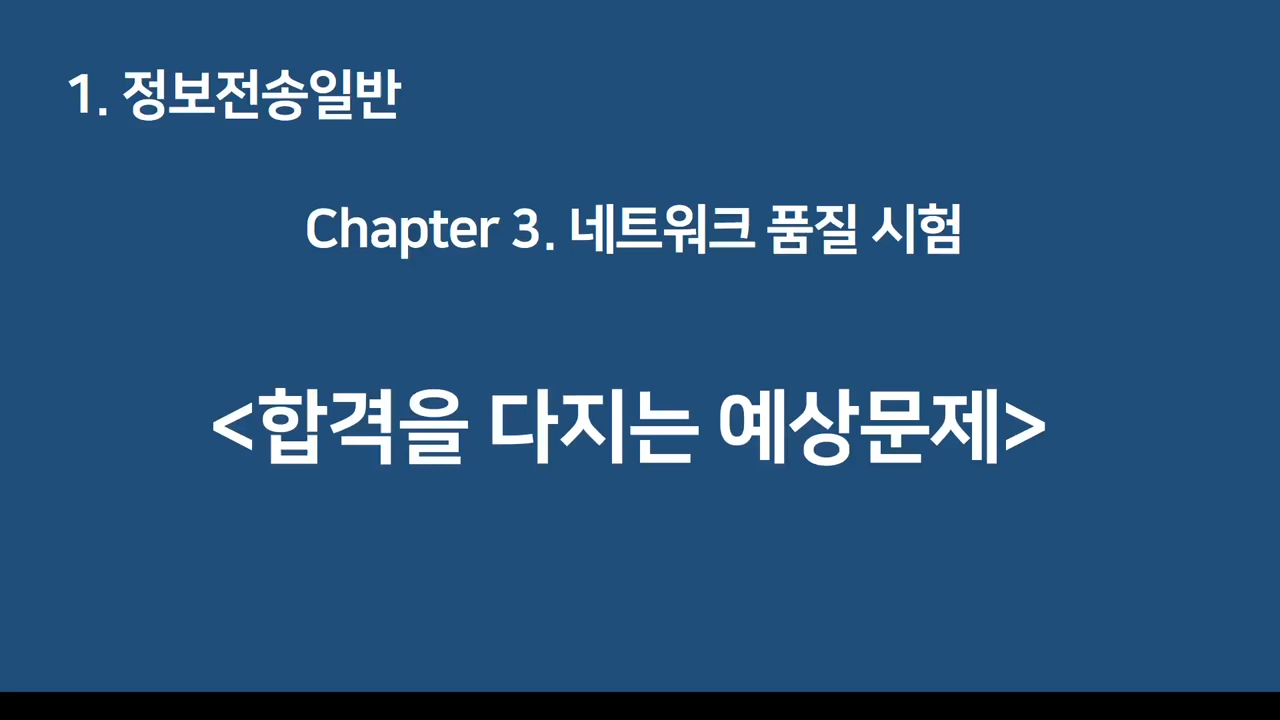 1. 정보전송일반
Chapter 3. 네트워크 품질 시험
<합격을 다지는 예상문제>